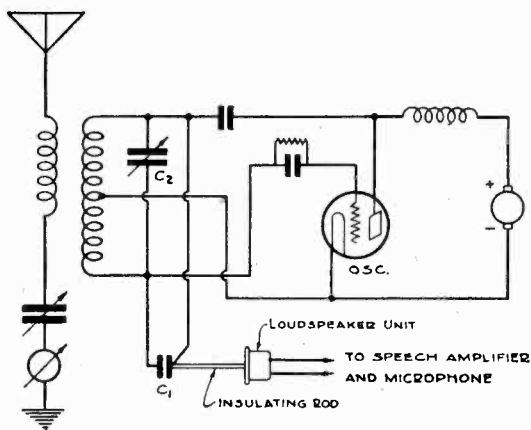 C2
+
-
OSC.
LOUDSPEAKER UNIT
TO SPEECH AMPLIFIER
AND MICROPHONE
C1
INSULATING ROD